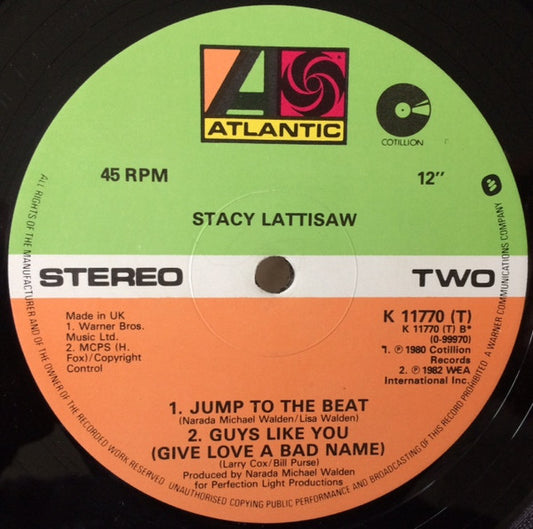 ATLANTIC
COTILLION
45 RPM
12"
STACY LATTISAW
STEREO
TWO
Made in UK
1. Warner Bros.
Music Ltd.
2. MCPS (H.
Fox)/Copyright
Control
K 11770 (T)
K 11770 (T) B*
(0-99970)
1. ℗ 1980 Cotillion
Records
2. ℗ 1982 WEA
International Inc.
1. JUMP TO THE BEAT
(Narada Michael Walden/Lisa Walden)
2. GUYS LIKE YOU
(GIVE LOVE A BAD NAME)
(Larry Cox/Bill Purse)
Produced by Narada Michael Walden
for Perfection Light Productions
ALL RIGHTS OF THE MANUFACTURER AND OF THE OWNER OF THE RECORDED WORK RESERVED. UNAUTHORISED COPYING PUBLIC PERFORMANCE AND BROADCASTING OF THIS RECORD PROHIBITED. A WARNER COMMUNICATIONS COMPANY